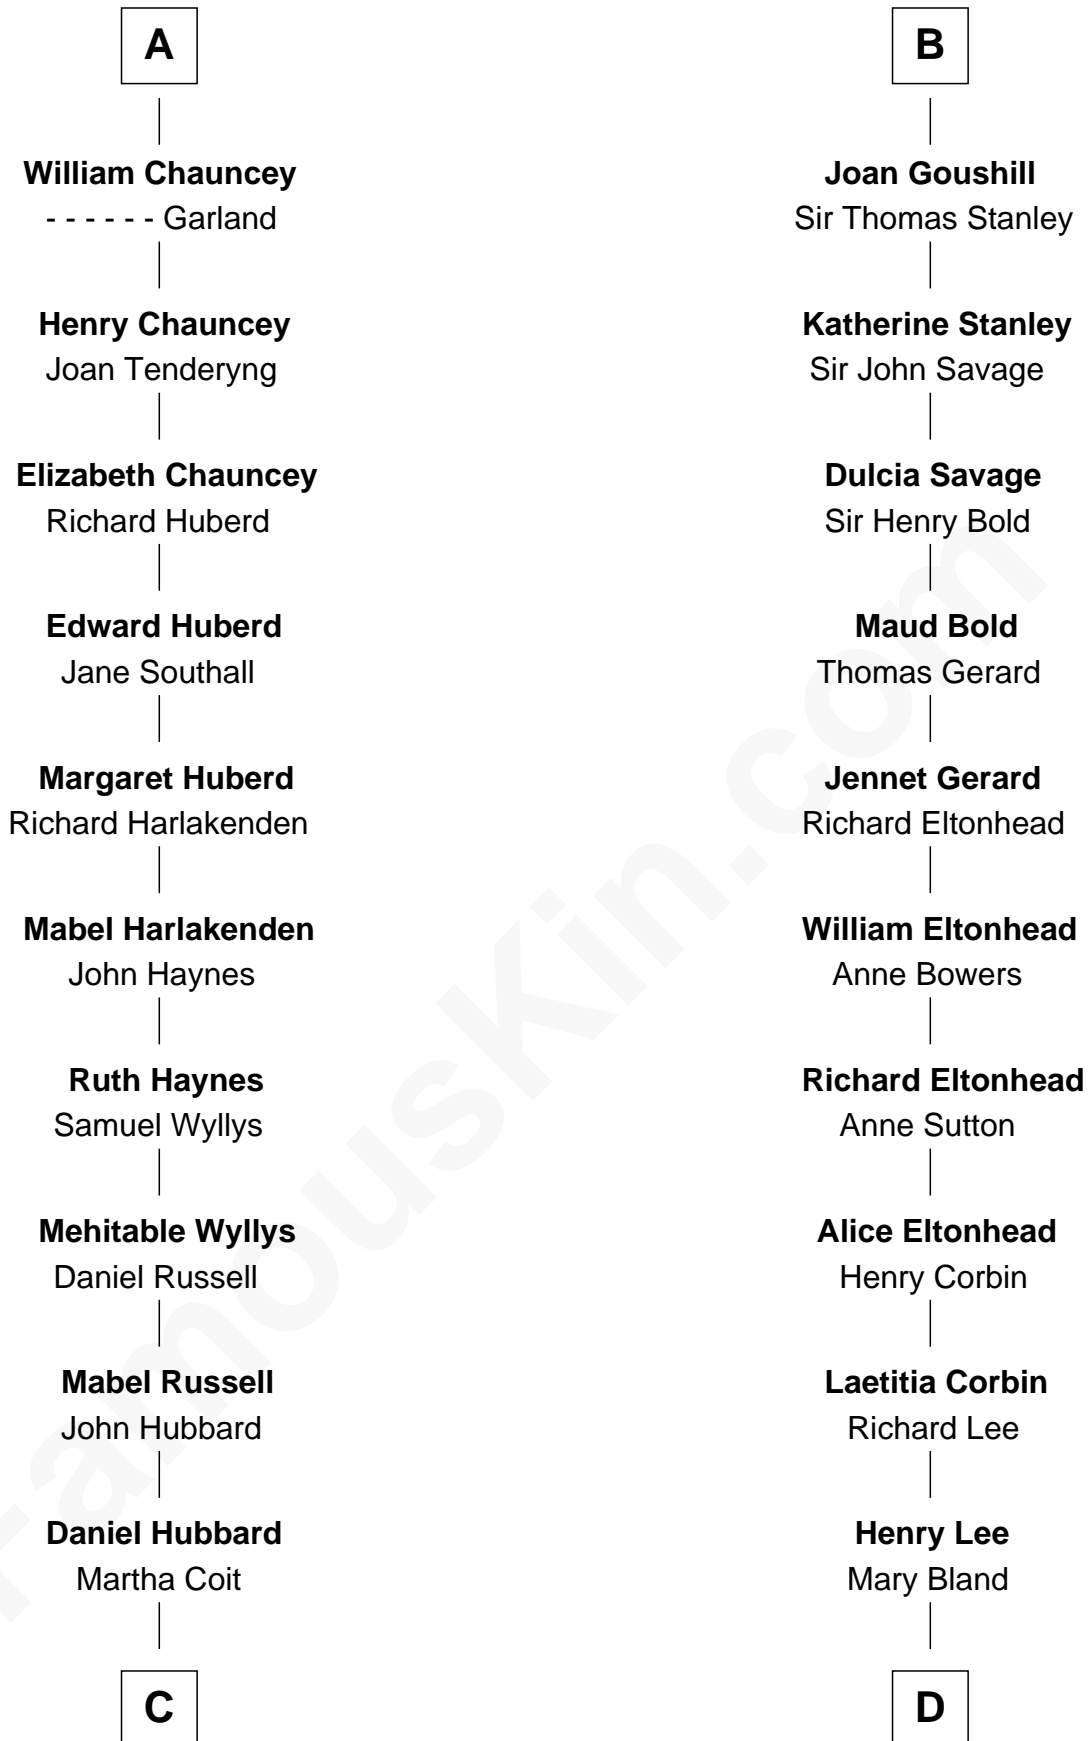 A
William Chauncey
- - - - - - Garland
Henry Chauncey
Joan Tenderyng
Elizabeth Chauncey
Richard Huberd
Edward Huberd
Jane Southall
Margaret Huberd
Richard Harlakenden
Mabel Harlakenden
John Haynes
Ruth Haynes
Samuel Wyllys
Mehitable Wyllys
Daniel Russell
Mabel Russell
John Hubbard
Daniel Hubbard
Martha Coit
C
B
Joan Goushill
Sir Thomas Stanley
Katherine Stanley
Sir John Savage
Dulcia Savage
Sir Henry Bold
Maud Bold
Thomas Gerard
Jennet Gerard
Richard Eltonhead
William Eltonhead
Anne Bowers
Richard Eltonhead
Anne Sutton
Alice Eltonhead
Henry Corbin
Laetitia Corbin
Richard Lee
Henry Lee
Mary Bland
D
FamousKin.com